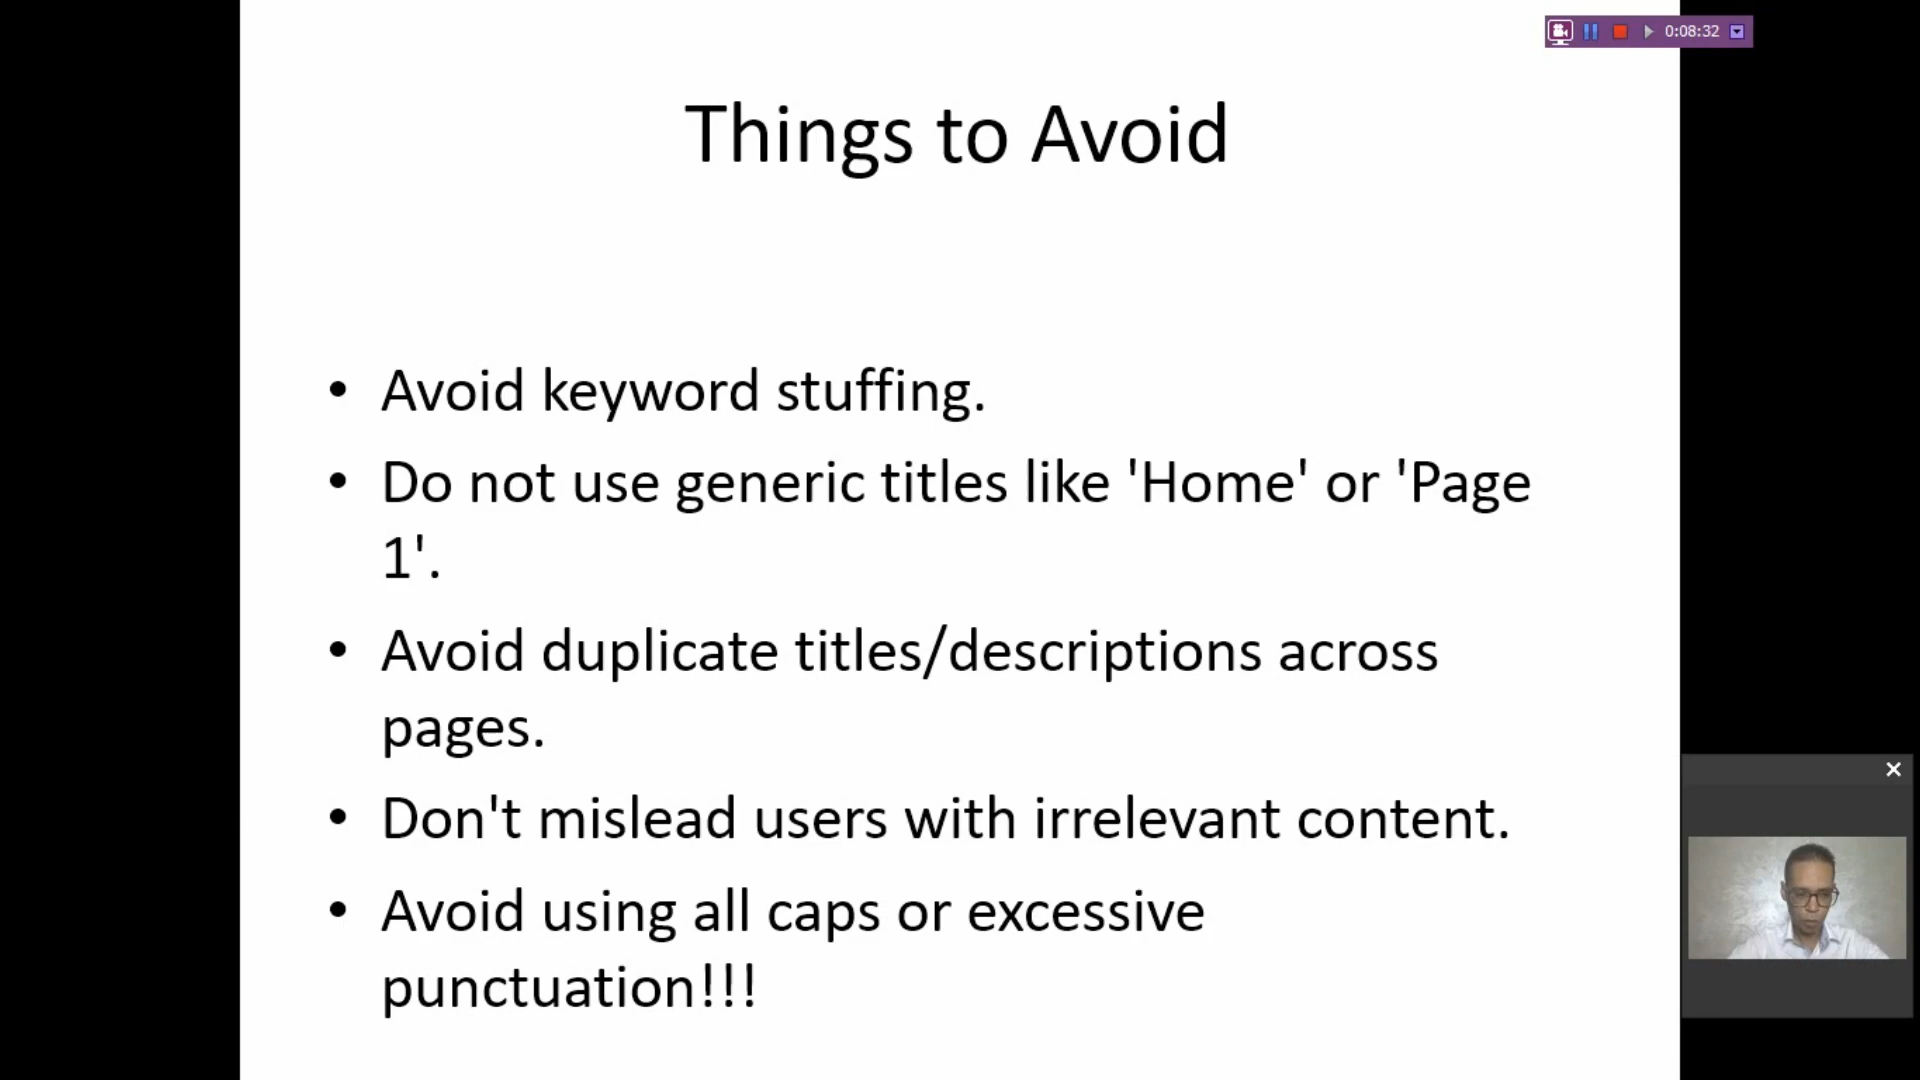 0:08:32
Things to Avoid
• Avoid keyword stuffing.
• Do not use generic titles like 'Home' or 'Page
1'.
• Avoid duplicate titles/descriptions across
pages.
• Don't mislead users with irrelevant content.
• Avoid using all caps or excessive
punctuation!!!